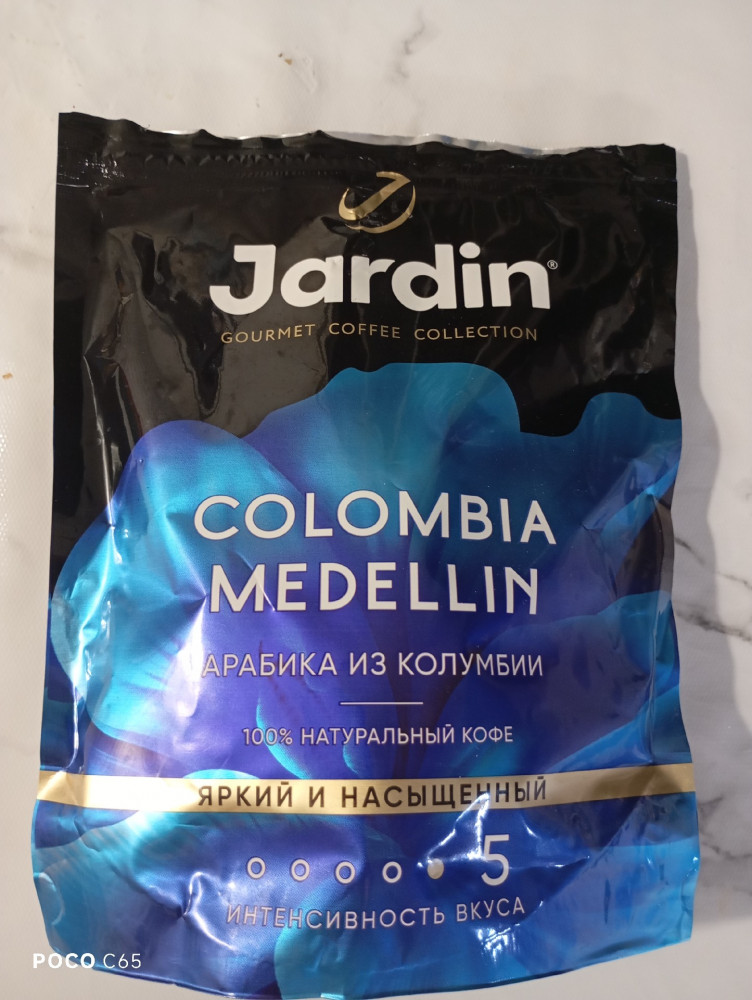 Jardin®
GOURMET COFFEE COLLECTION
COLOMBIA
MEDELLIN
АРАБИКА ИЗ КОЛУМБИИ
100% НАТУРАЛЬНЫЙ КОФЕ
ЯРКИЙ И НАСЫЩЕННЫЙ
5
ИНТЕНСИВНОСТЬ ВКУСА
POCO C65